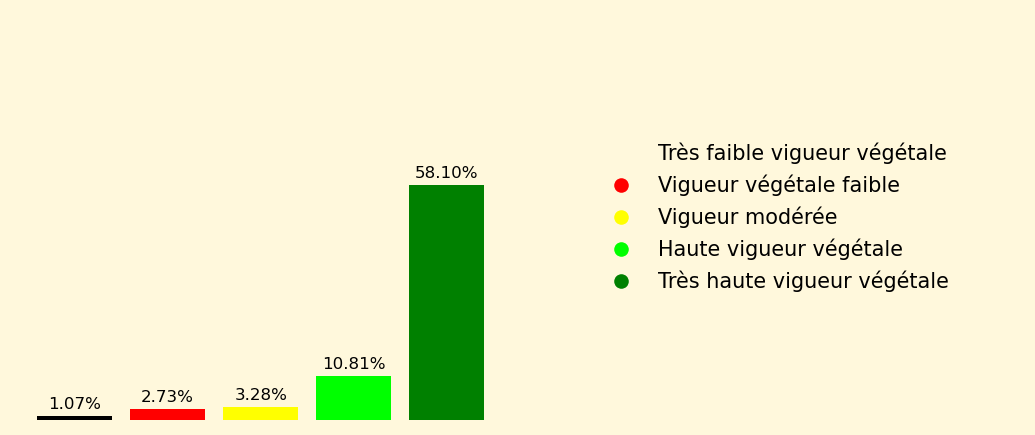 58.10%
10.81%
3.28%
2.73%
1.07%
Très faible vigueur végétale
Vigueur végétale faible
Vigueur modérée
Haute vigueur végétale
Très haute vigueur végétale